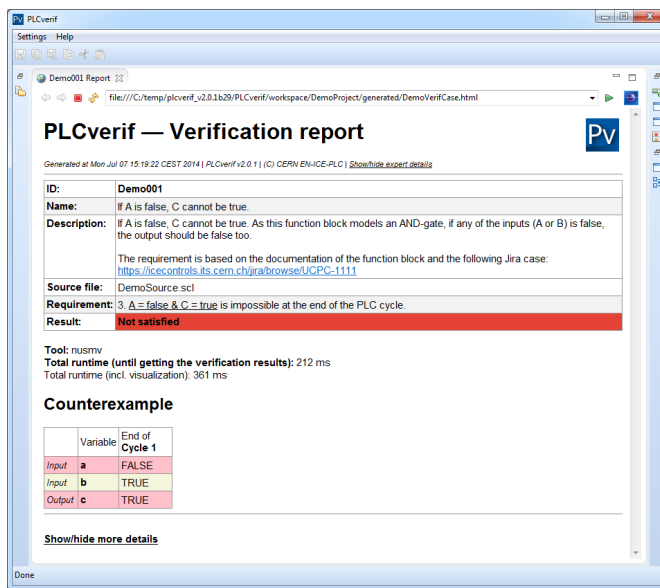 Pv PLCverif
Settings Help
Demo001 Report
file:///C:/temp/plcverif_v2.0.1b29/PLCverif/workspace/DemoProject/generated/DemoVerifCase.html
PLCverif — Verification report
Pv
Generated at Mon Jul 07 15:19:22 CEST 2014 | PLCverif v2.0.1 | (C) CERN EN-ICE-PLC | Show/hide expert details
ID: Demo001
Name: If A is false, C cannot be true.
Description: If A is false, C cannot be true. As this function block models an AND-gate, if any of the inputs (A or B) is false,
the output should be false too.
The requirement is based on the documentation of the function block and the following Jira case:
https://icecontrols.its.cern.ch/jira/browse/UCPC-1111
Source file: DemoSource.scl
Requirement: 3. A = false & C = true is impossible at the end of the PLC cycle.
Result: Not satisfied
Tool: nusmv
Total runtime (until getting the verification results): 212 ms
Total runtime (incl. visualization): 361 ms
Counterexample
Variable End of
Cycle 1
Input a FALSE
Input b TRUE
Output c TRUE
Show/hide more details
Done